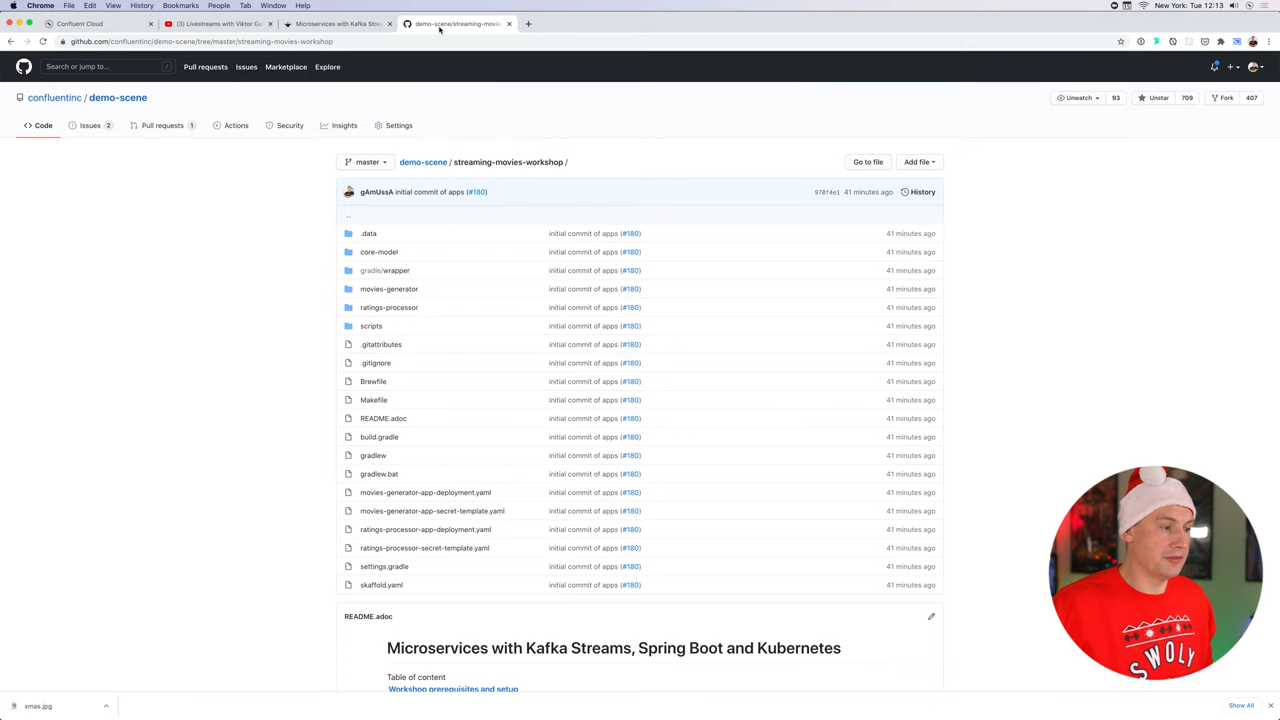 Chrome File Edit View History Bookmarks People Tab Window Help New York: Tue 12:13
Confluent Cloud
(3) Livestreams with Viktor Ga
Microservices with Kafka Strea
demo-scene/streaming-movies-
github.com/confluentinc/demo-scene/tree/master/streaming-movies-workshop
Search or jump to... /
Pull requests Issues Marketplace Explore
confluentinc / demo-scene
Unwatch 93 Unstar 709 Fork 407
Code Issues 2 Pull requests 1 Actions Security Insights Settings
master demo-scene / streaming-movies-workshop / Go to file Add file
gAmUssA initial commit of apps (#180) 970f4e1 41 minutes ago History
..
.data initial commit of apps (#180) 41 minutes ago
core-model initial commit of apps (#180) 41 minutes ago
gradle/wrapper initial commit of apps (#180) 41 minutes ago
movies-generator initial commit of apps (#180) 41 minutes ago
ratings-processor initial commit of apps (#180) 41 minutes ago
scripts initial commit of apps (#180) 41 minutes ago
.gitattributes initial commit of apps (#180) 41 minutes ago
.gitignore initial commit of apps (#180) 41 minutes ago
Brewfile initial commit of apps (#180) 41 minutes ago
Makefile initial commit of apps (#180) 41 minutes ago
README.adoc initial commit of apps (#180) 41 minutes ago
build.gradle initial commit of apps (#180) 41 minutes ago
gradlew initial commit of apps (#180) 41 minutes ago
gradlew.bat initial commit of apps (#180) 41 minutes ago
movies-generator-app-deployment.yaml initial commit of apps (#180) 41 minutes ago
movies-generator-app-secret-template.yaml initial commit of apps (#180) 41 minutes ago
ratings-processor-app-deployment.yaml initial commit of apps (#180) 41 minutes ago
ratings-processor-secret-template.yaml initial commit of apps (#180) 41 minutes ago
settings.gradle initial commit of apps (#180) 41 minutes ago
skaffold.yaml initial commit of apps (#180) 41 minutes ago
README.adoc
Microservices with Kafka Streams, Spring Boot and Kubernetes
Table of content
Workshop prerequisites and setup
SWOLY
xmas.jpg
Show All